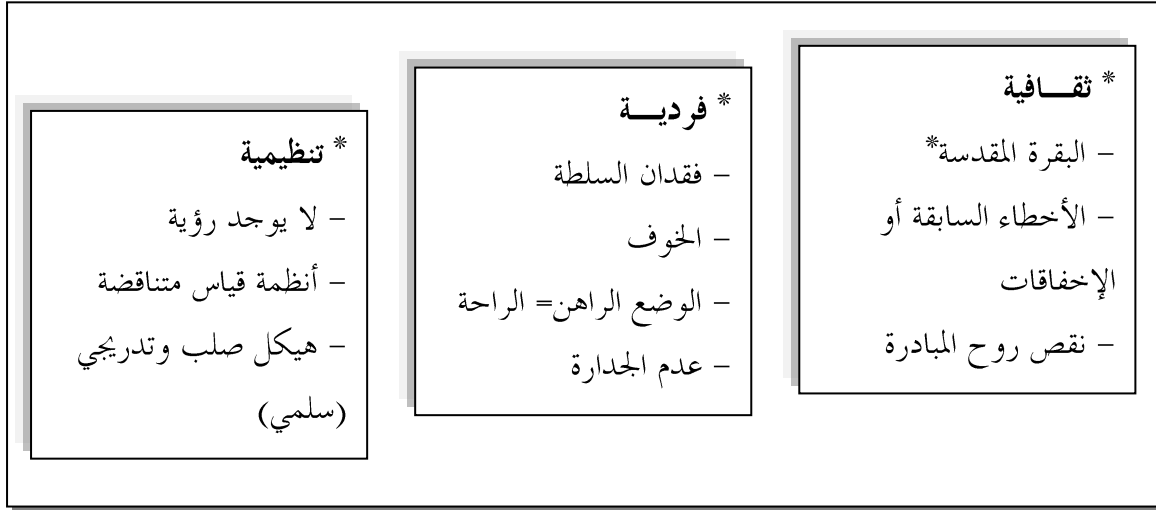 * ثقـــافية
– البقرة المقدسة*
– الأخطاء السابقة أو
الإخفاقات
– نقص روح المبادرة
* فرديـــة
– فقدان السلطة
– الخوف
– الوضع الراهن= الراحة
– عدم الجدارة
* تنظيمية
– لا يوجد رؤية
– أنظمة قياس متناقضة
– هيكل صلب وتدريجي
(سلمي)